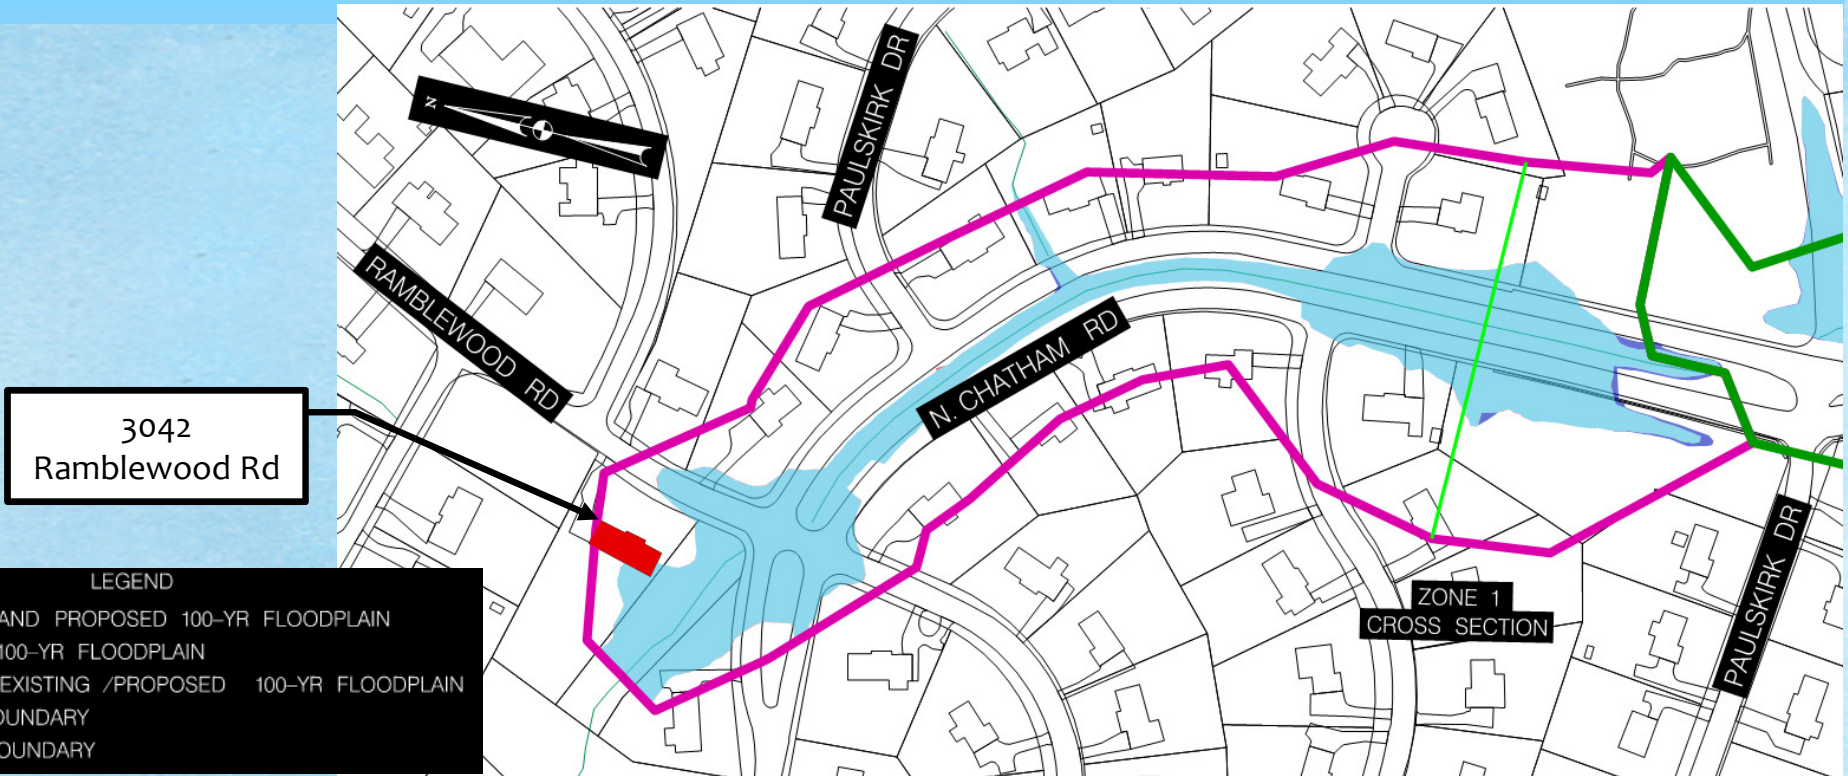 PAULSKIRK DR
N
RAMBLEWOOD RD
N. CHATHAM RD
3042
Ramblewood Rd
PAULSKIRK DR
ZONE 1
CROSS SECTION
LEGEND
AND PROPOSED 100-YR FLOODPLAIN
100-YR FLOODPLAIN
EXISTING /PROPOSED 100-YR FLOODPLAIN
OUNDARY
OUNDARY